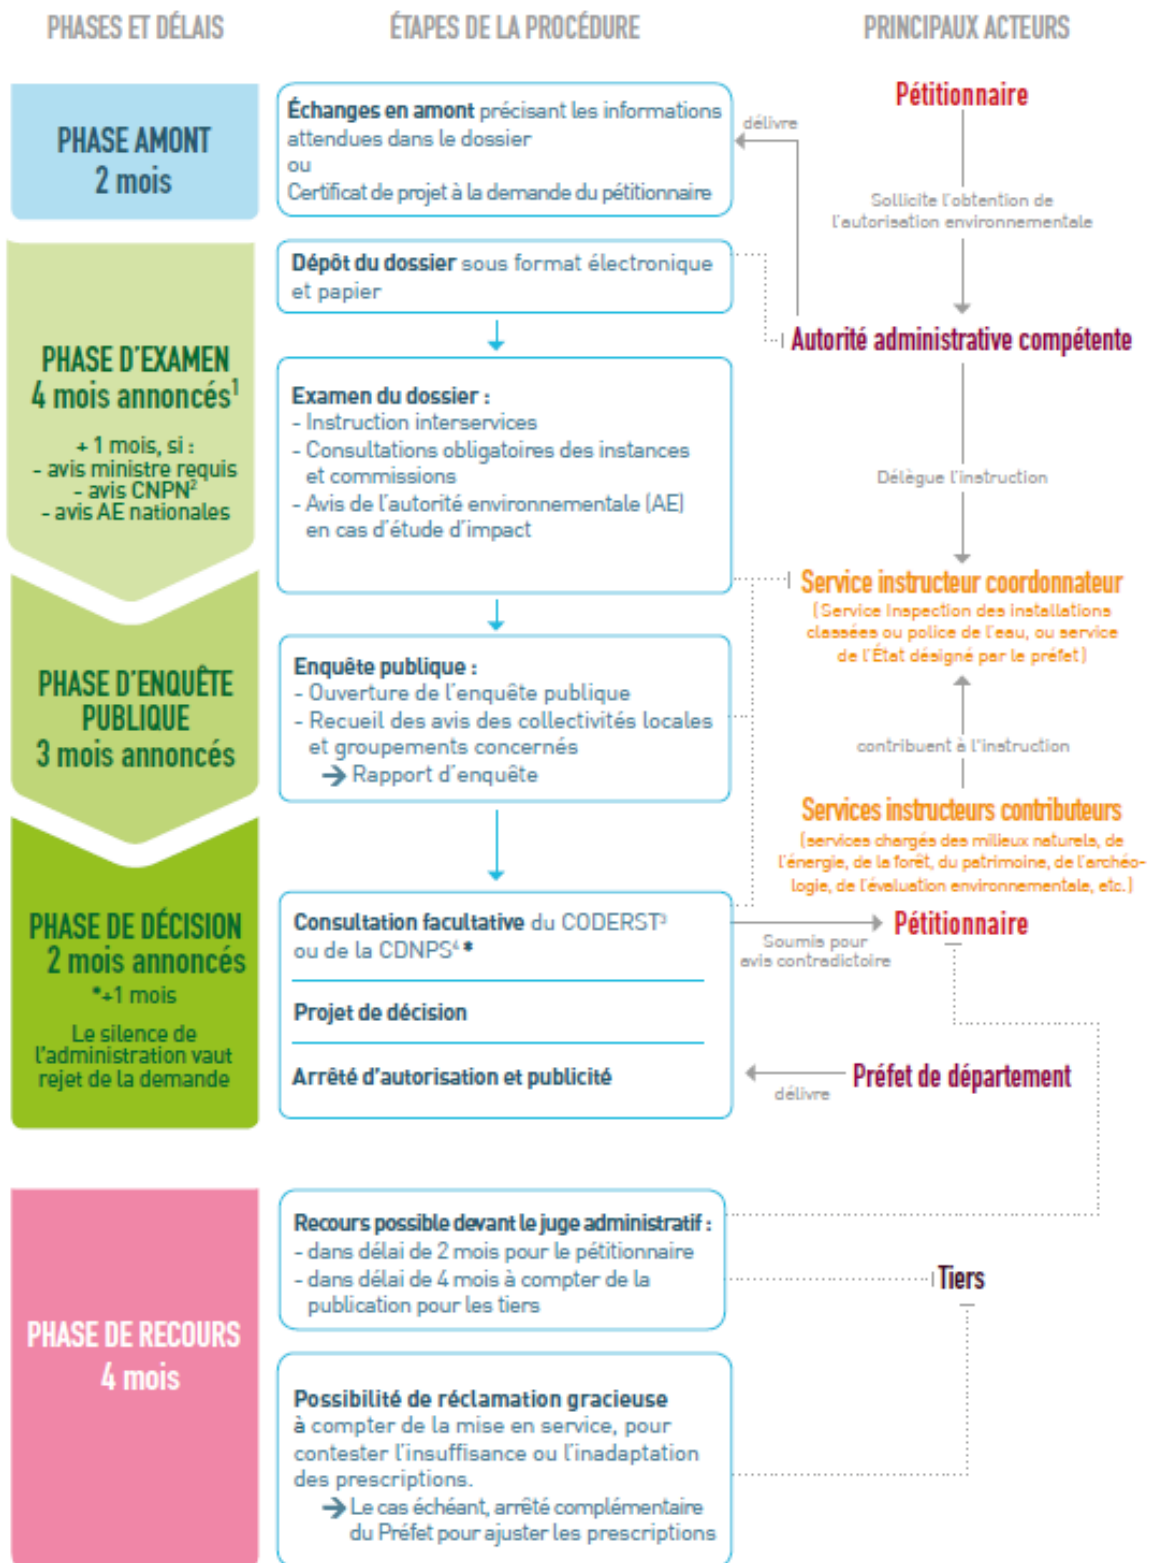 PHASES ET DÉLAIS
ÉTAPES DE LA PROCÉDURE
PRINCIPAUX ACTEURS
PHASE AMONT
2 mois
Échanges en amont précisant les informations
attendues dans le dossier
ou
Certificat de projet à la demande du pétitionnaire
délivre
Pétitionnaire
Sollicite l'obtention de
l'autorisation environnementale
PHASE D'EXAMEN
4 mois annoncés¹
+ 1 mois, si :
- avis ministre requis
- avis CNPN²
- avis AE nationales
Dépôt du dossier sous format électronique
et papier
Autorité administrative compétente
Examen du dossier :
- Instruction interservices
- Consultations obligatoires des instances
et commissions
- Avis de l'autorité environnementale (AE)
en cas d'étude d'impact
Délègue l'instruction
Service instructeur coordonnateur
(Service Inspection des installations
classées ou police de l'eau, ou service
de l'État désigné par le préfet)
PHASE D'ENQUÊTE
PUBLIQUE
3 mois annoncés
Enquête publique :
- Ouverture de l'enquête publique
- Recueil des avis des collectivités locales
et groupements concernés
→ Rapport d'enquête
contribuent à l'instruction
Services instructeurs contributeurs
(services chargés des milieux naturels, de
l'énergie, de la forêt, du patrimoine, de l'archéo-
logie, de l'évaluation environnementale, etc.)
PHASE DE DÉCISION
2 mois annoncés
*+1 mois
Le silence de
l'administration vaut
rejet de la demande
Consultation facultative du CODERST³
ou de la CDNPS⁴ *
Projet de décision
Arrêté d'autorisation et publicité
Soumis pour
avis contradictoire
Pétitionnaire
délivre
Préfet de département
PHASE DE RECOURS
4 mois
Recours possible devant le juge administratif :
- dans délai de 2 mois pour le pétitionnaire
- dans délai de 4 mois à compter de la
publication pour les tiers
Tiers
Possibilité de réclamation gracieuse
à compter de la mise en service, pour
contester l'insuffisance ou l'inadaptation
des prescriptions.
→ Le cas échéant, arrêté complémentaire
du Préfet pour ajuster les prescriptions